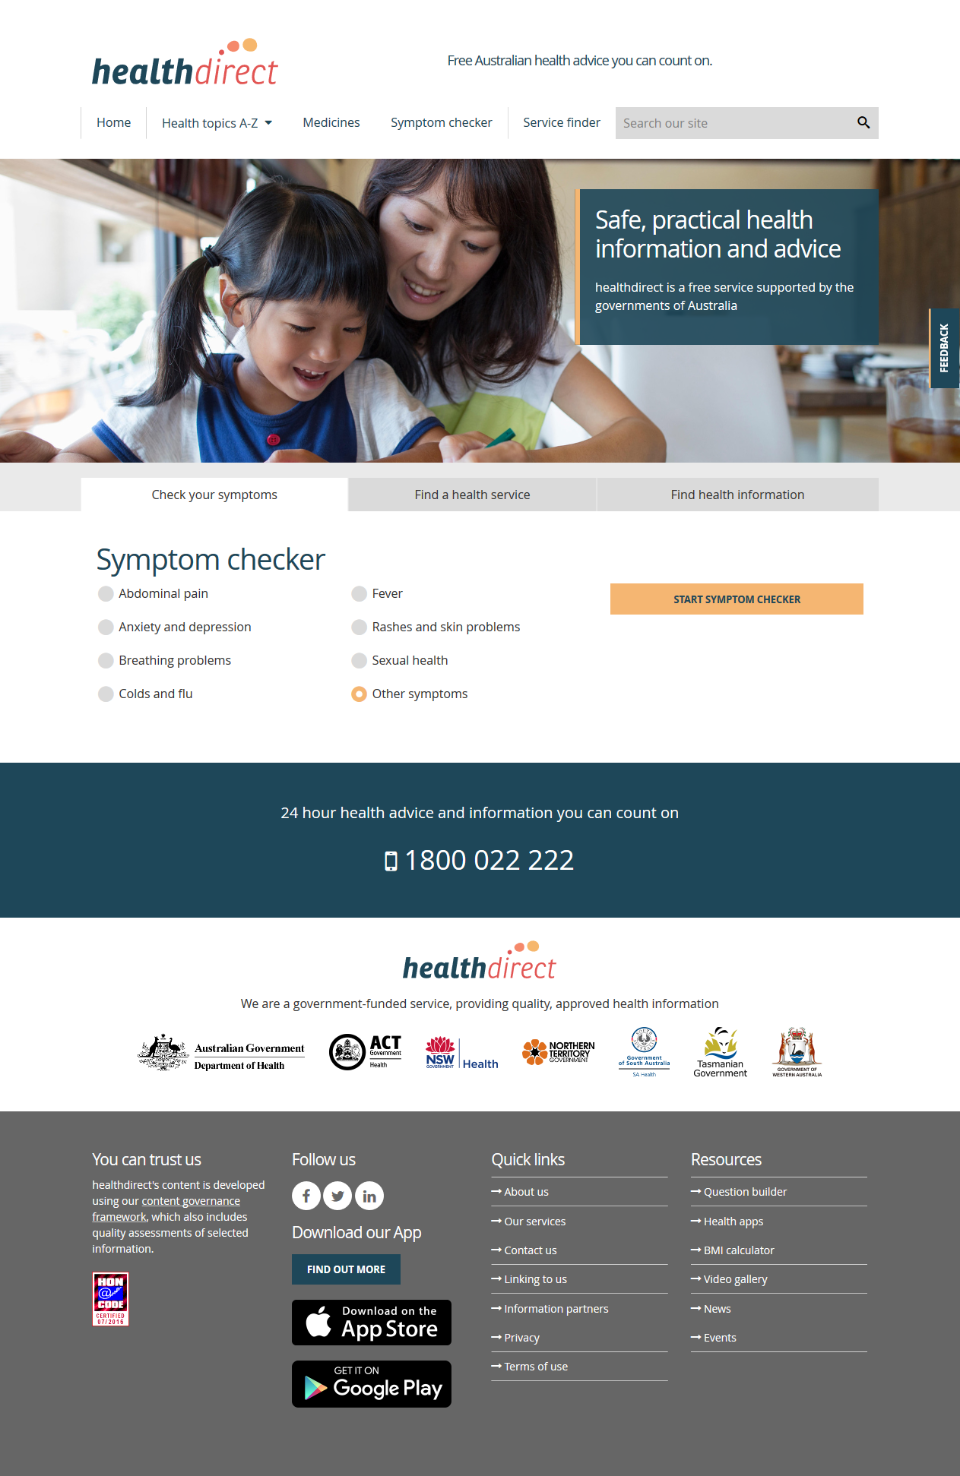 healthdirect
Free Australian health advice you can count on.
Home
Health topics A-Z
Medicines
Symptom checker
Service finder
Search our site
Safe, practical health
information and advice
healthdirect is a free service supported by the
governments of Australia
FEEDBACK
Check your symptoms
Find a health service
Find health information
Symptom checker
Abdominal pain
Fever
START SYMPTOM CHECKER
Anxiety and depression
Rashes and skin problems
Breathing problems
Sexual health
Colds and flu
Other symptoms
24 hour health advice and information you can count on
1800 022 222
healthdirect
We are a government-funded service, providing quality, approved health information
Australian Government
Department of Health
ACT
Government
Health
NSW
GOVERNMENT
Health
NORTHERN
TERRITORY
GOVERNMENT
Government
of South Australia
SA Health
Tasmanian
Government
GOVERNMENT OF
WESTERN AUSTRALIA
You can trust us
healthdirect's content is developed
using our content governance
framework, which also includes
quality assessments of selected
information.
HON
@
CODE
CERTIFIED
07/2016
Follow us
Download our App
FIND OUT MORE
Download on the
App Store
GET IT ON
Google Play
Quick links
About us
Our services
Contact us
Linking to us
Information partners
Privacy
Terms of use
Resources
Question builder
Health apps
BMI calculator
Video gallery
News
Events